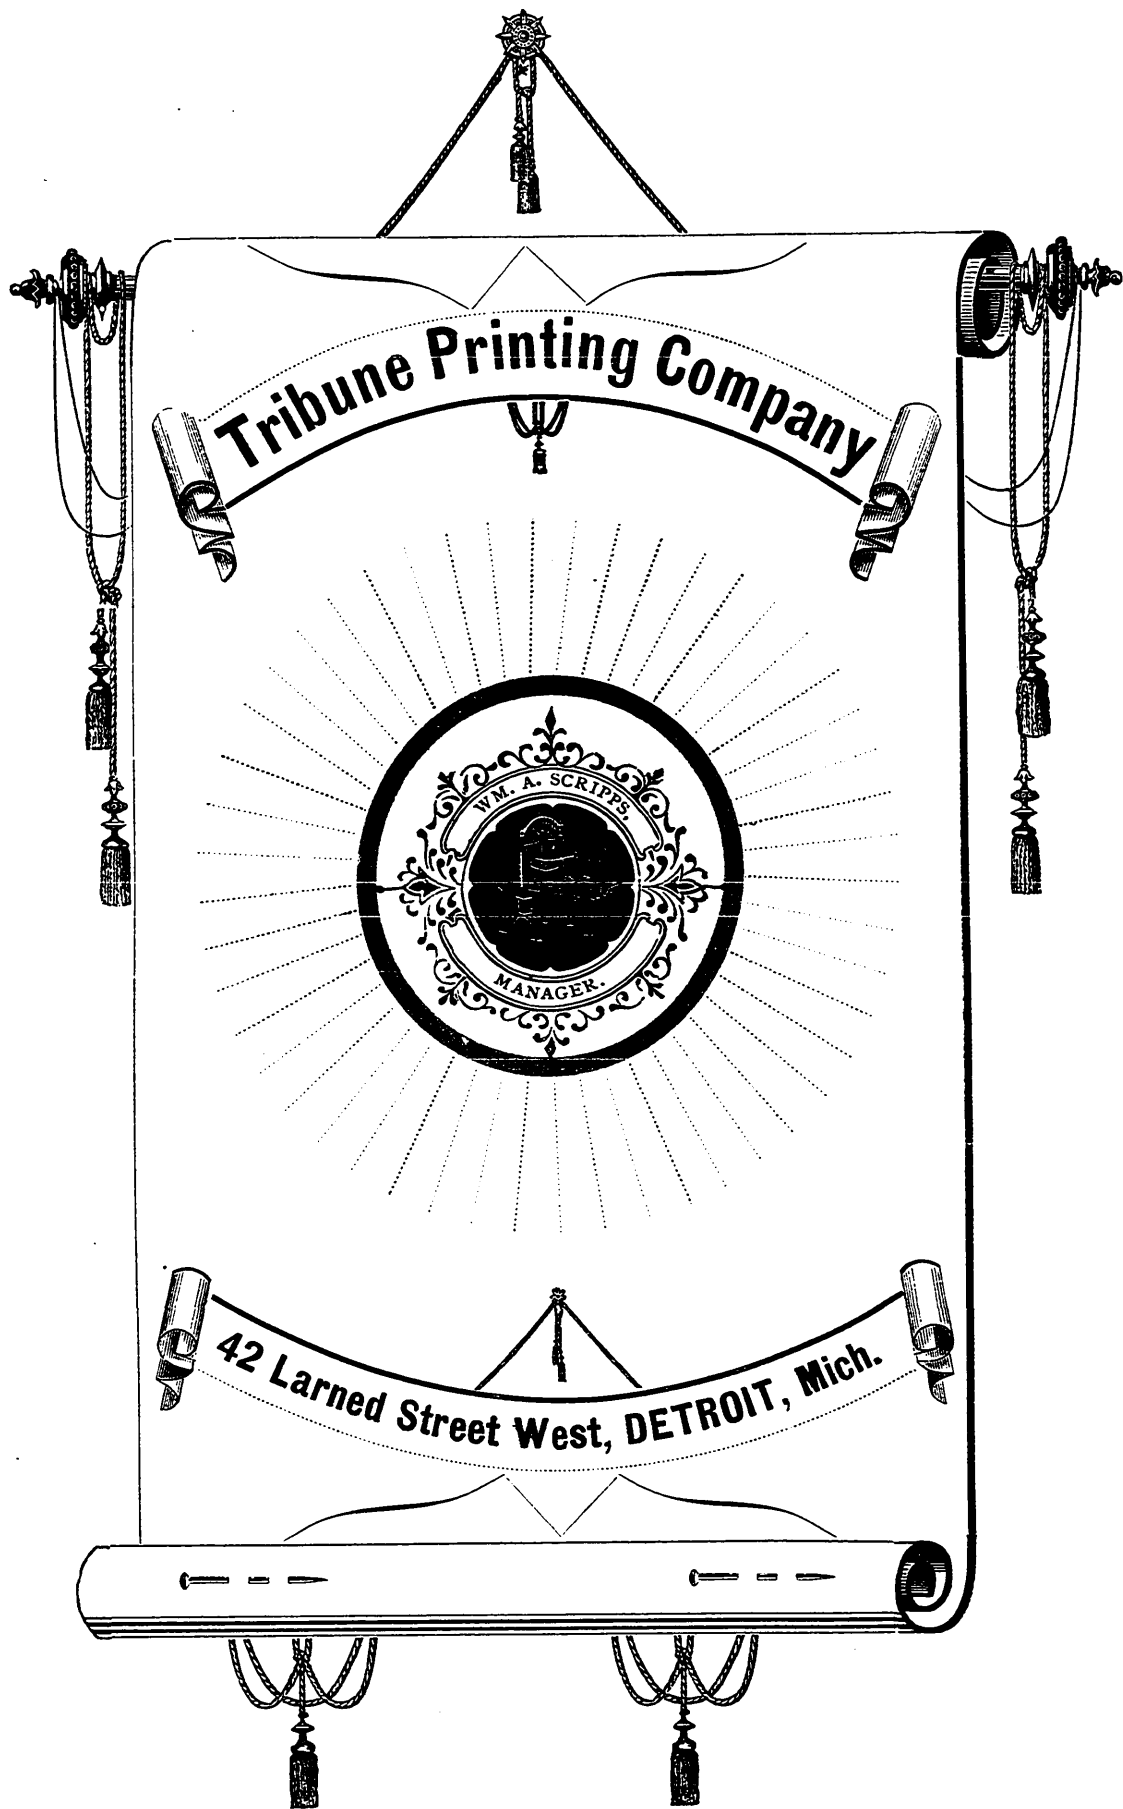 Tribune Printing Company
WM. A. SCRIPPS,
MANAGER.
42 Larned Street West, DETROIT, Mich.